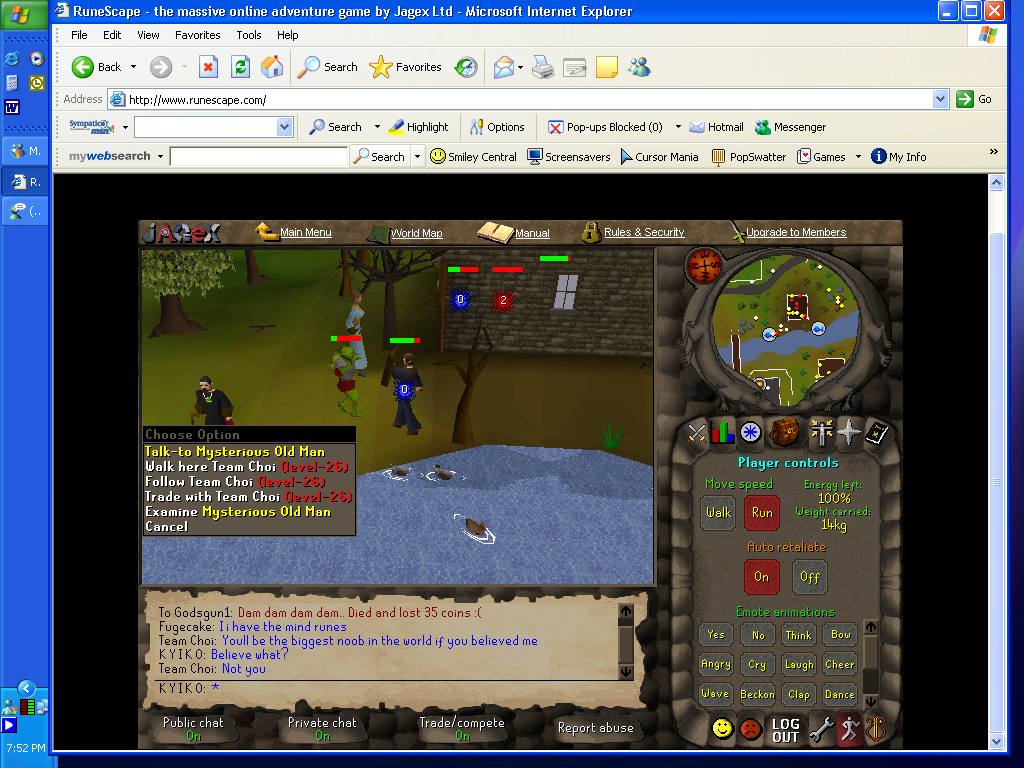 RuneScape - the massive online adventure game by Jagex Ltd - Microsoft Internet Explorer
File Edit View Favorites Tools Help
Back Search Favorites
Address http://www.runescape.com/ Go
Sympatico msn Search Highlight Options Pop-ups Blocked (0) Hotmail Messenger
mywebsearch Search Smiley Central Screensavers Cursor Mania PopSwatter Games My Info »
M.
R.
(..
JAGeX Main Menu World Map Manual Rules & Security Upgrade to Members
0 2
0
Choose Option
Talk-to Mysterious Old Man
Walk here Team Choi (level-26)
Follow Team Choi (level-26)
Trade with Team Choi (level-26)
Examine Mysterious Old Man
Cancel
Player controls
Move speed
Energy left:
100%
Walk Run
Weight carried:
14kg
Auto retaliate
On Off
Emote animations
Yes No Think Bow
Angry Cry Laugh Cheer
Wave Beckon Clap Dance
LOG OUT
To Godsgun1: Dam dam dam dam.. Died and lost 35 coins :(
Fugecake: Ii have the mind runes
Team Choi: Youll be the biggest noob in the world if you believed me
K Y I K O: Believe what?
Team Choi: Not you
K Y I K O: *
Public chat Private chat Trade/compete Report abuse
On On On
7:52 PM